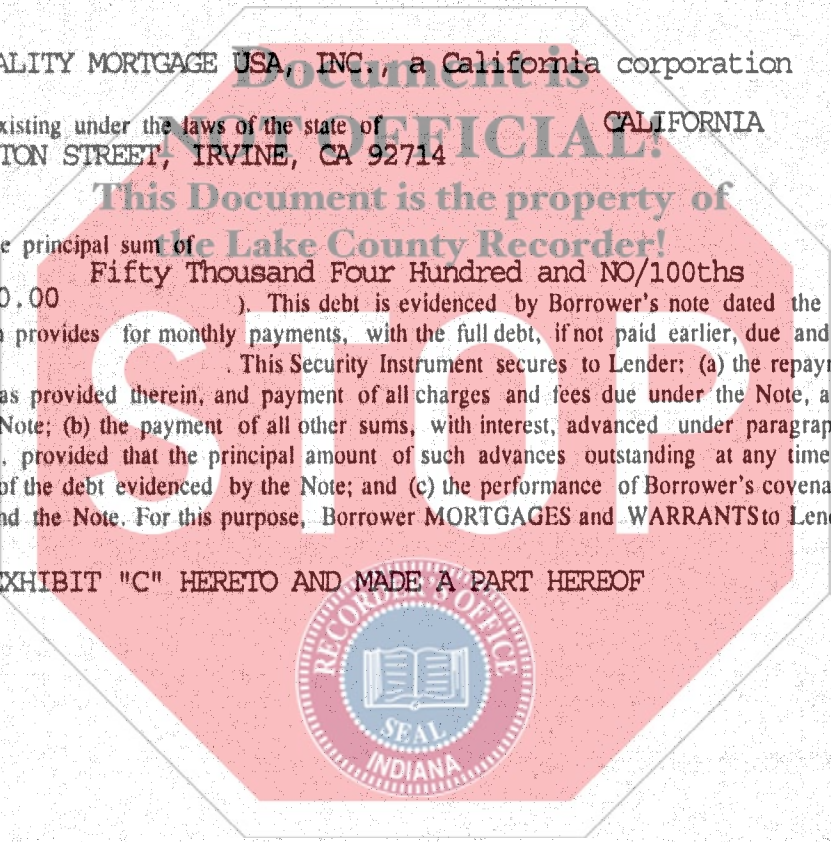 Document is
ALITY MORTGAGE USA, INC., a California corporation
xisting under the laws of the state of CALIFORNIA
NOT OFFICIAL!
TON STREET, IRVINE, CA 92714
This Document is the property of
e principal sum of
the Lake County Recorder!
Fifty Thousand Four Hundred and NO/100ths
0.00 ). This debt is evidenced by Borrower's note dated the
provides for monthly payments, with the full debt, if not paid earlier, due and
. This Security Instrument secures to Lender: (a) the repayr
as provided therein, and payment of all charges and fees due under the Note, a
Note; (b) the payment of all other sums, with interest, advanced under paragrap
. provided that the principal amount of such advances outstanding at any time
of the debt evidenced by the Note; and (c) the performance of Borrower's covena
nd the Note. For this purpose, Borrower MORTGAGES and WARRANTS to Lend
STOP
EXHIBIT "C" HERETO AND MADE A PART HEREOF
RECORDER'S OFFICE
SEAL
INDIANA